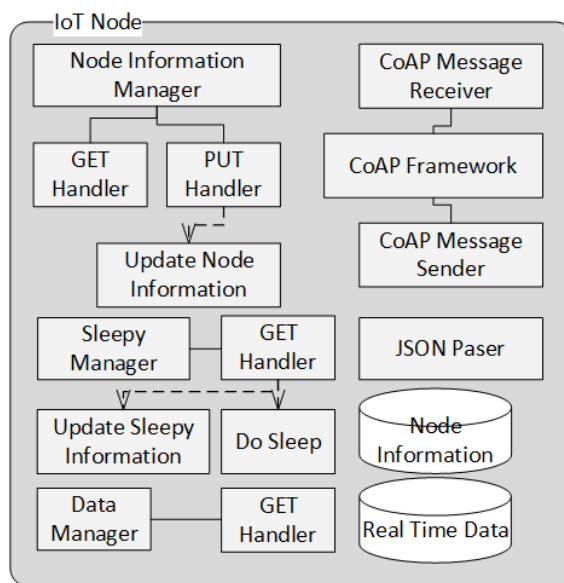 IoT Node
Node Information
Manager
CoAP Message
Receiver
GET
Handler
PUT
Handler
CoAP Framework
Update Node
Information
CoAP Message
Sender
Sleepy
Manager
GET
Handler
JSON Paser
Update Sleepy
Information
Do Sleep
Node
Information
Data
Manager
GET
Handler
Real Time Data